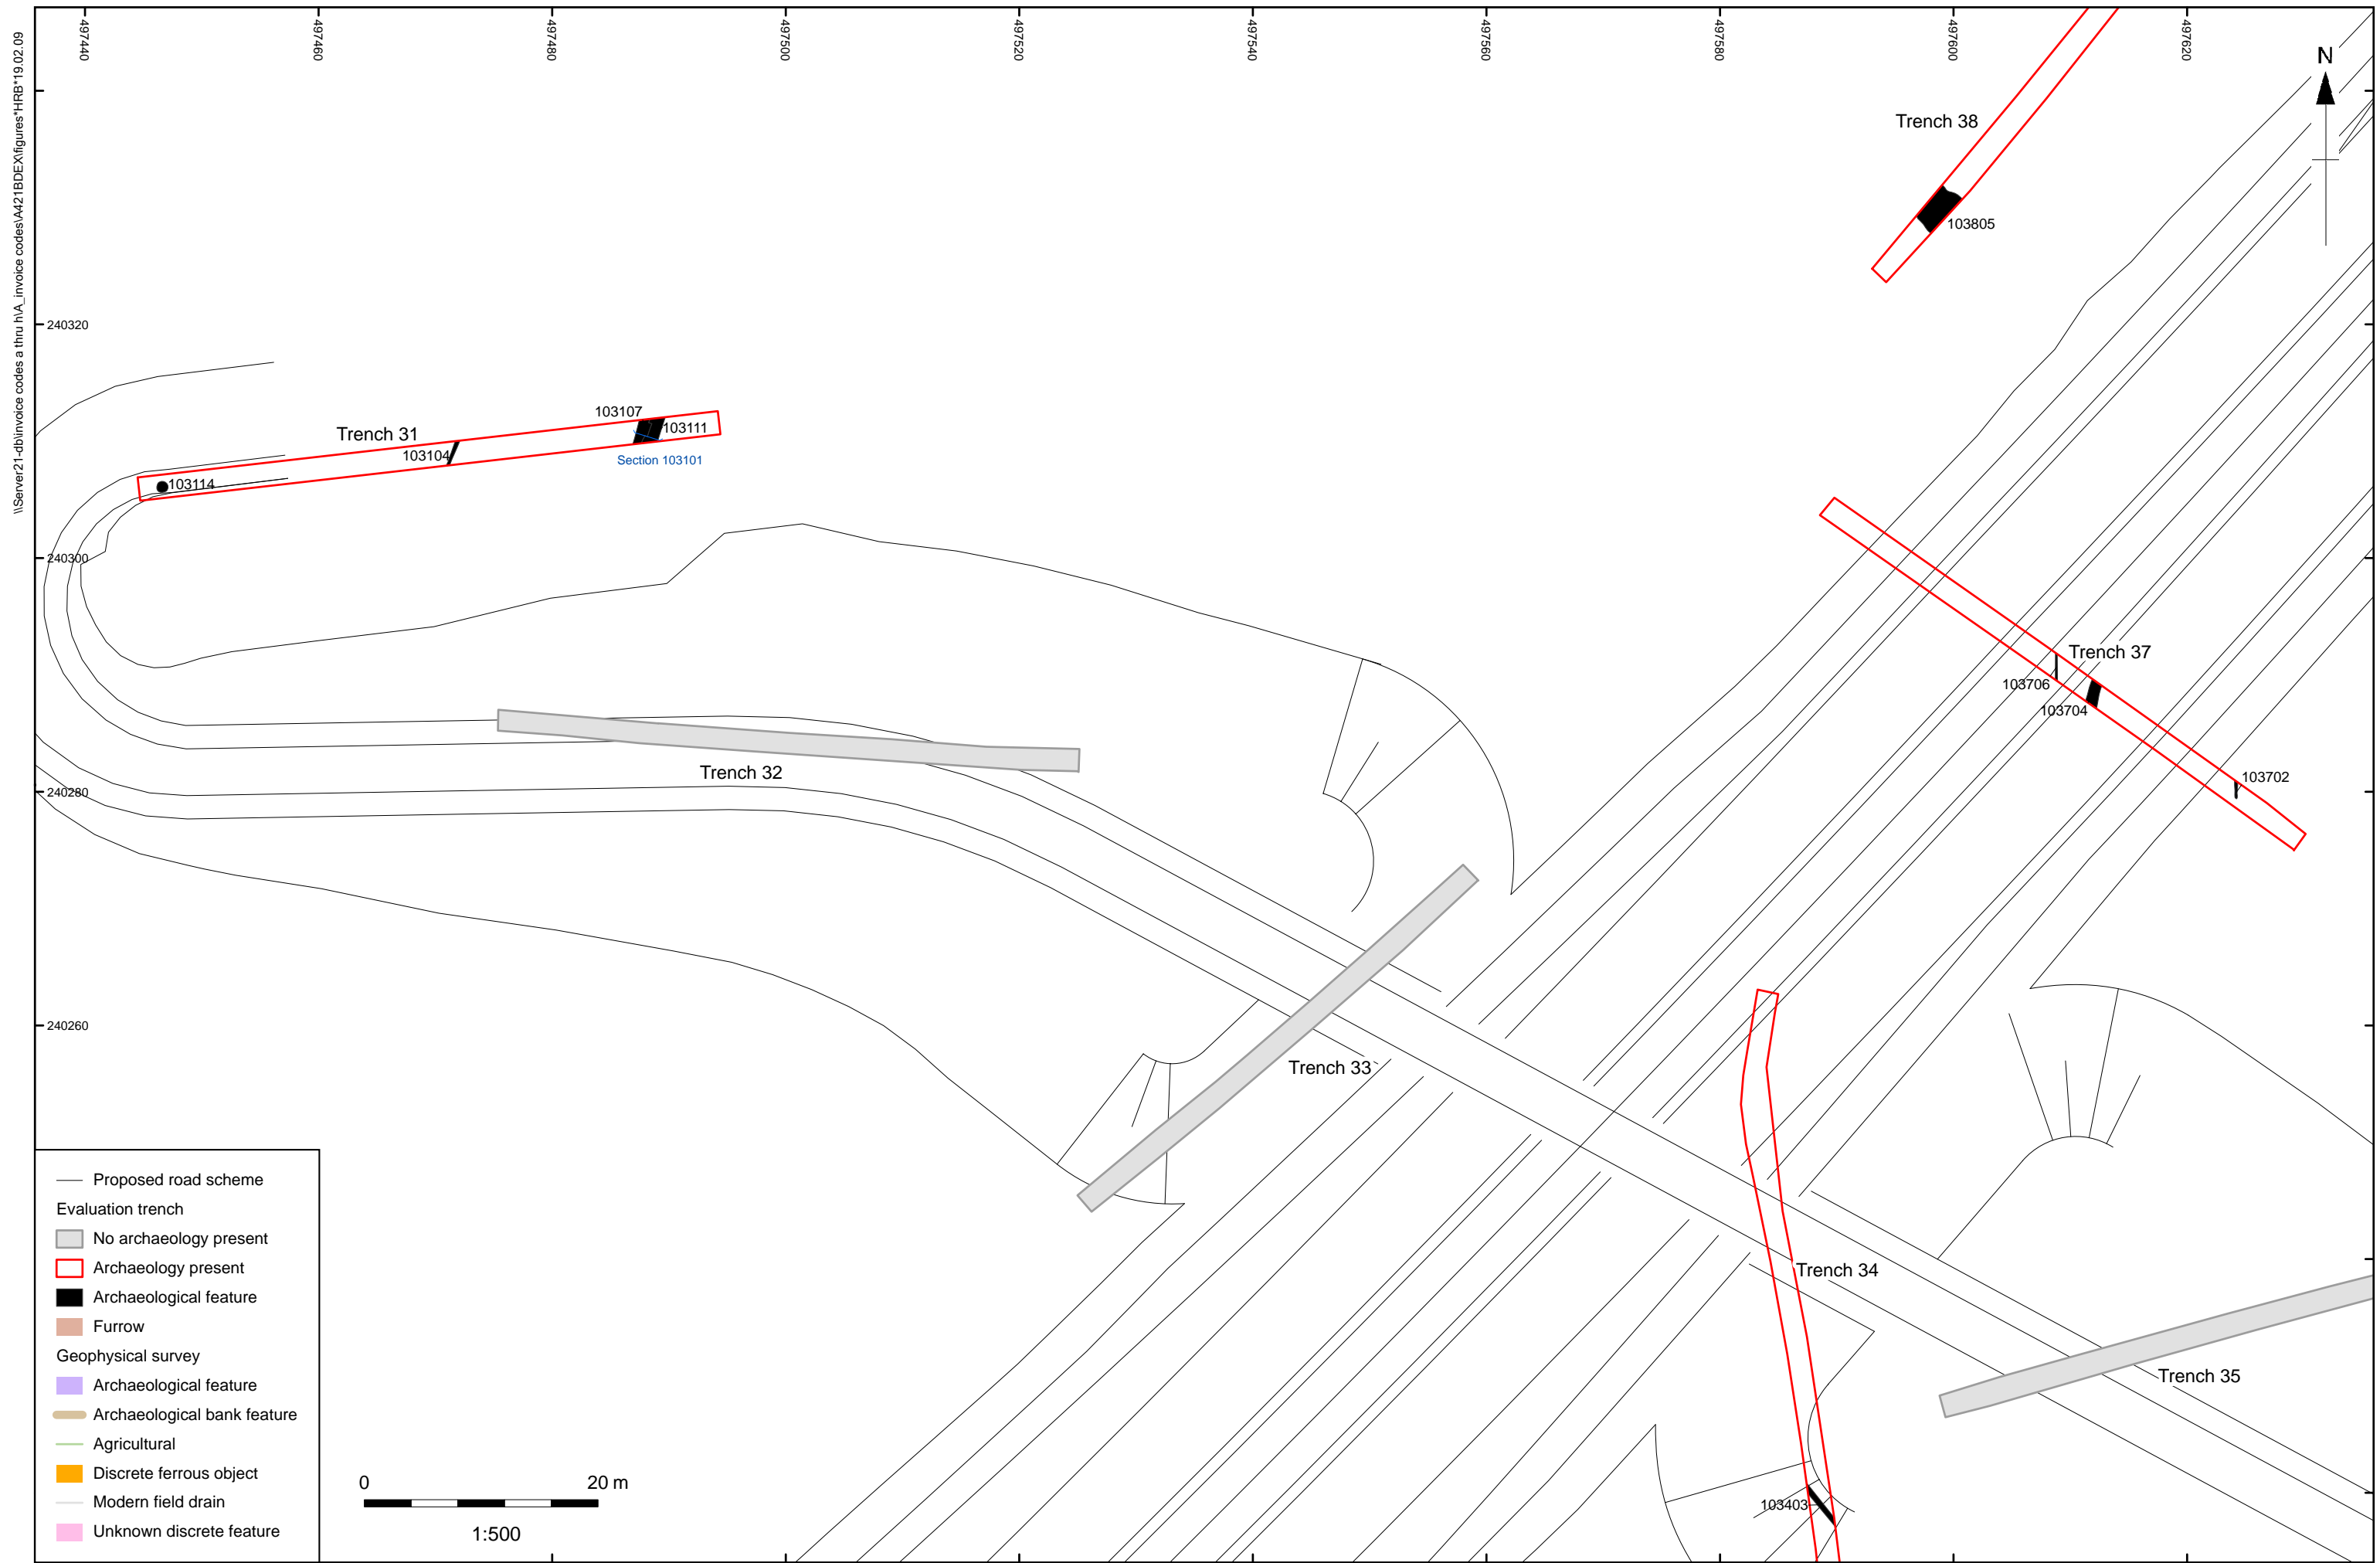 \\Server21-db\invoice codes a thru h\A_invoice codes\A421BDEX\figures*HRB*19.02.09
497440
497460
497480
497500
497520
497540
497560
497580
497600
497620
N
Trench 38
103805
240320
103107
Trench 31
103111
103104
Section 103101
103114
240300
Trench 37
103706
103704
Trench 32
103702
240280
240260
Trench 33
Trench 34
Trench 35
103403
Proposed road scheme
Evaluation trench
No archaeology present
Archaeology present
Archaeological feature
Furrow
Geophysical survey
Archaeological feature
Archaeological bank feature
Agricultural
Discrete ferrous object
Modern field drain
Unknown discrete feature
0 20 m
1:500